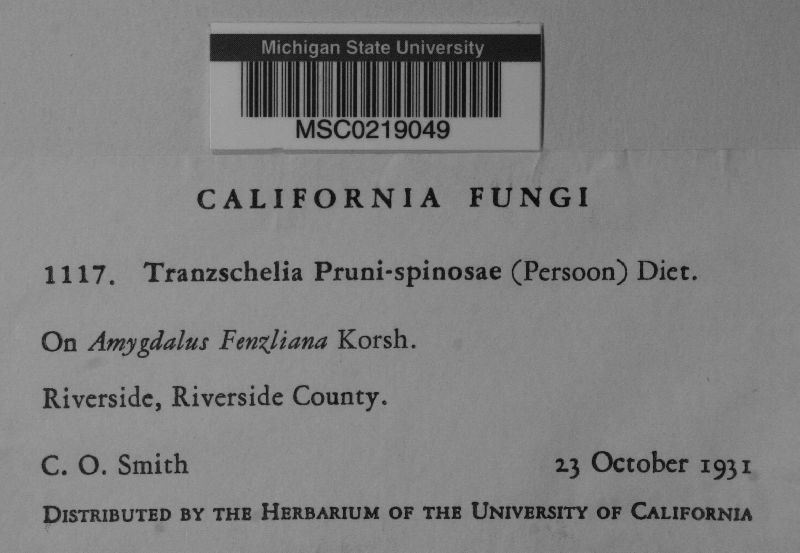 Michigan State University
MSC0219049
CALIFORNIA FUNGI
1117. Tranzschelia Pruni-spinosae (Persoon) Diet.
On Amygdalus Fenzliana Korsh.
Riverside, Riverside County.
C. O. Smith 23 October 1931
DISTRIBUTED BY THE HERBARIUM OF THE UNIVERSITY OF CALIFORNIA